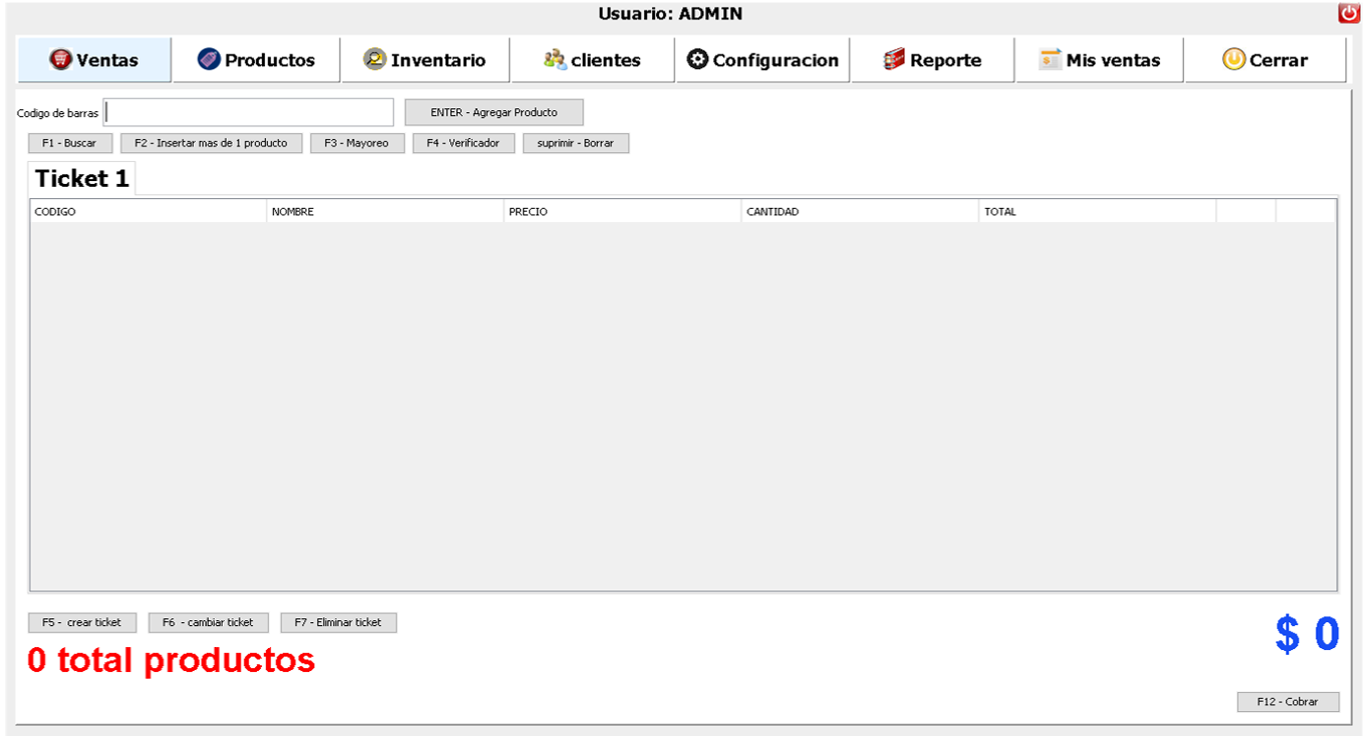 Usuario: ADMIN
Ventas Productos Inventario clientes Configuracion Reporte Mis ventas Cerrar
Codigo de barras ENTER - Agregar Producto
F1 - Buscar F2 - Insertar mas de 1 producto F3 - Mayoreo F4 - Verificador suprimir - Borrar
Ticket 1
CODIGO NOMBRE PRECIO CANTIDAD TOTAL
F5 - crear ticket F6 - cambiar ticket F7 - Eliminar ticket
$ 0
0 total productos
F12 - Cobrar